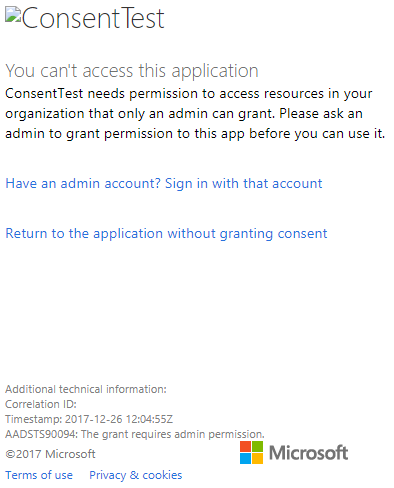 ConsentTest
You can't access this application
ConsentTest needs permission to access resources in your
organization that only an admin can grant. Please ask an
admin to grant permission to this app before you can use it.
Have an admin account? Sign in with that account
Return to the application without granting consent
Additional technical information:
Correlation ID:
Timestamp: 2017-12-26 12:04:55Z
AADSTS90094: The grant requires admin permission.
©2017 Microsoft
Microsoft
Terms of use Privacy & cookies